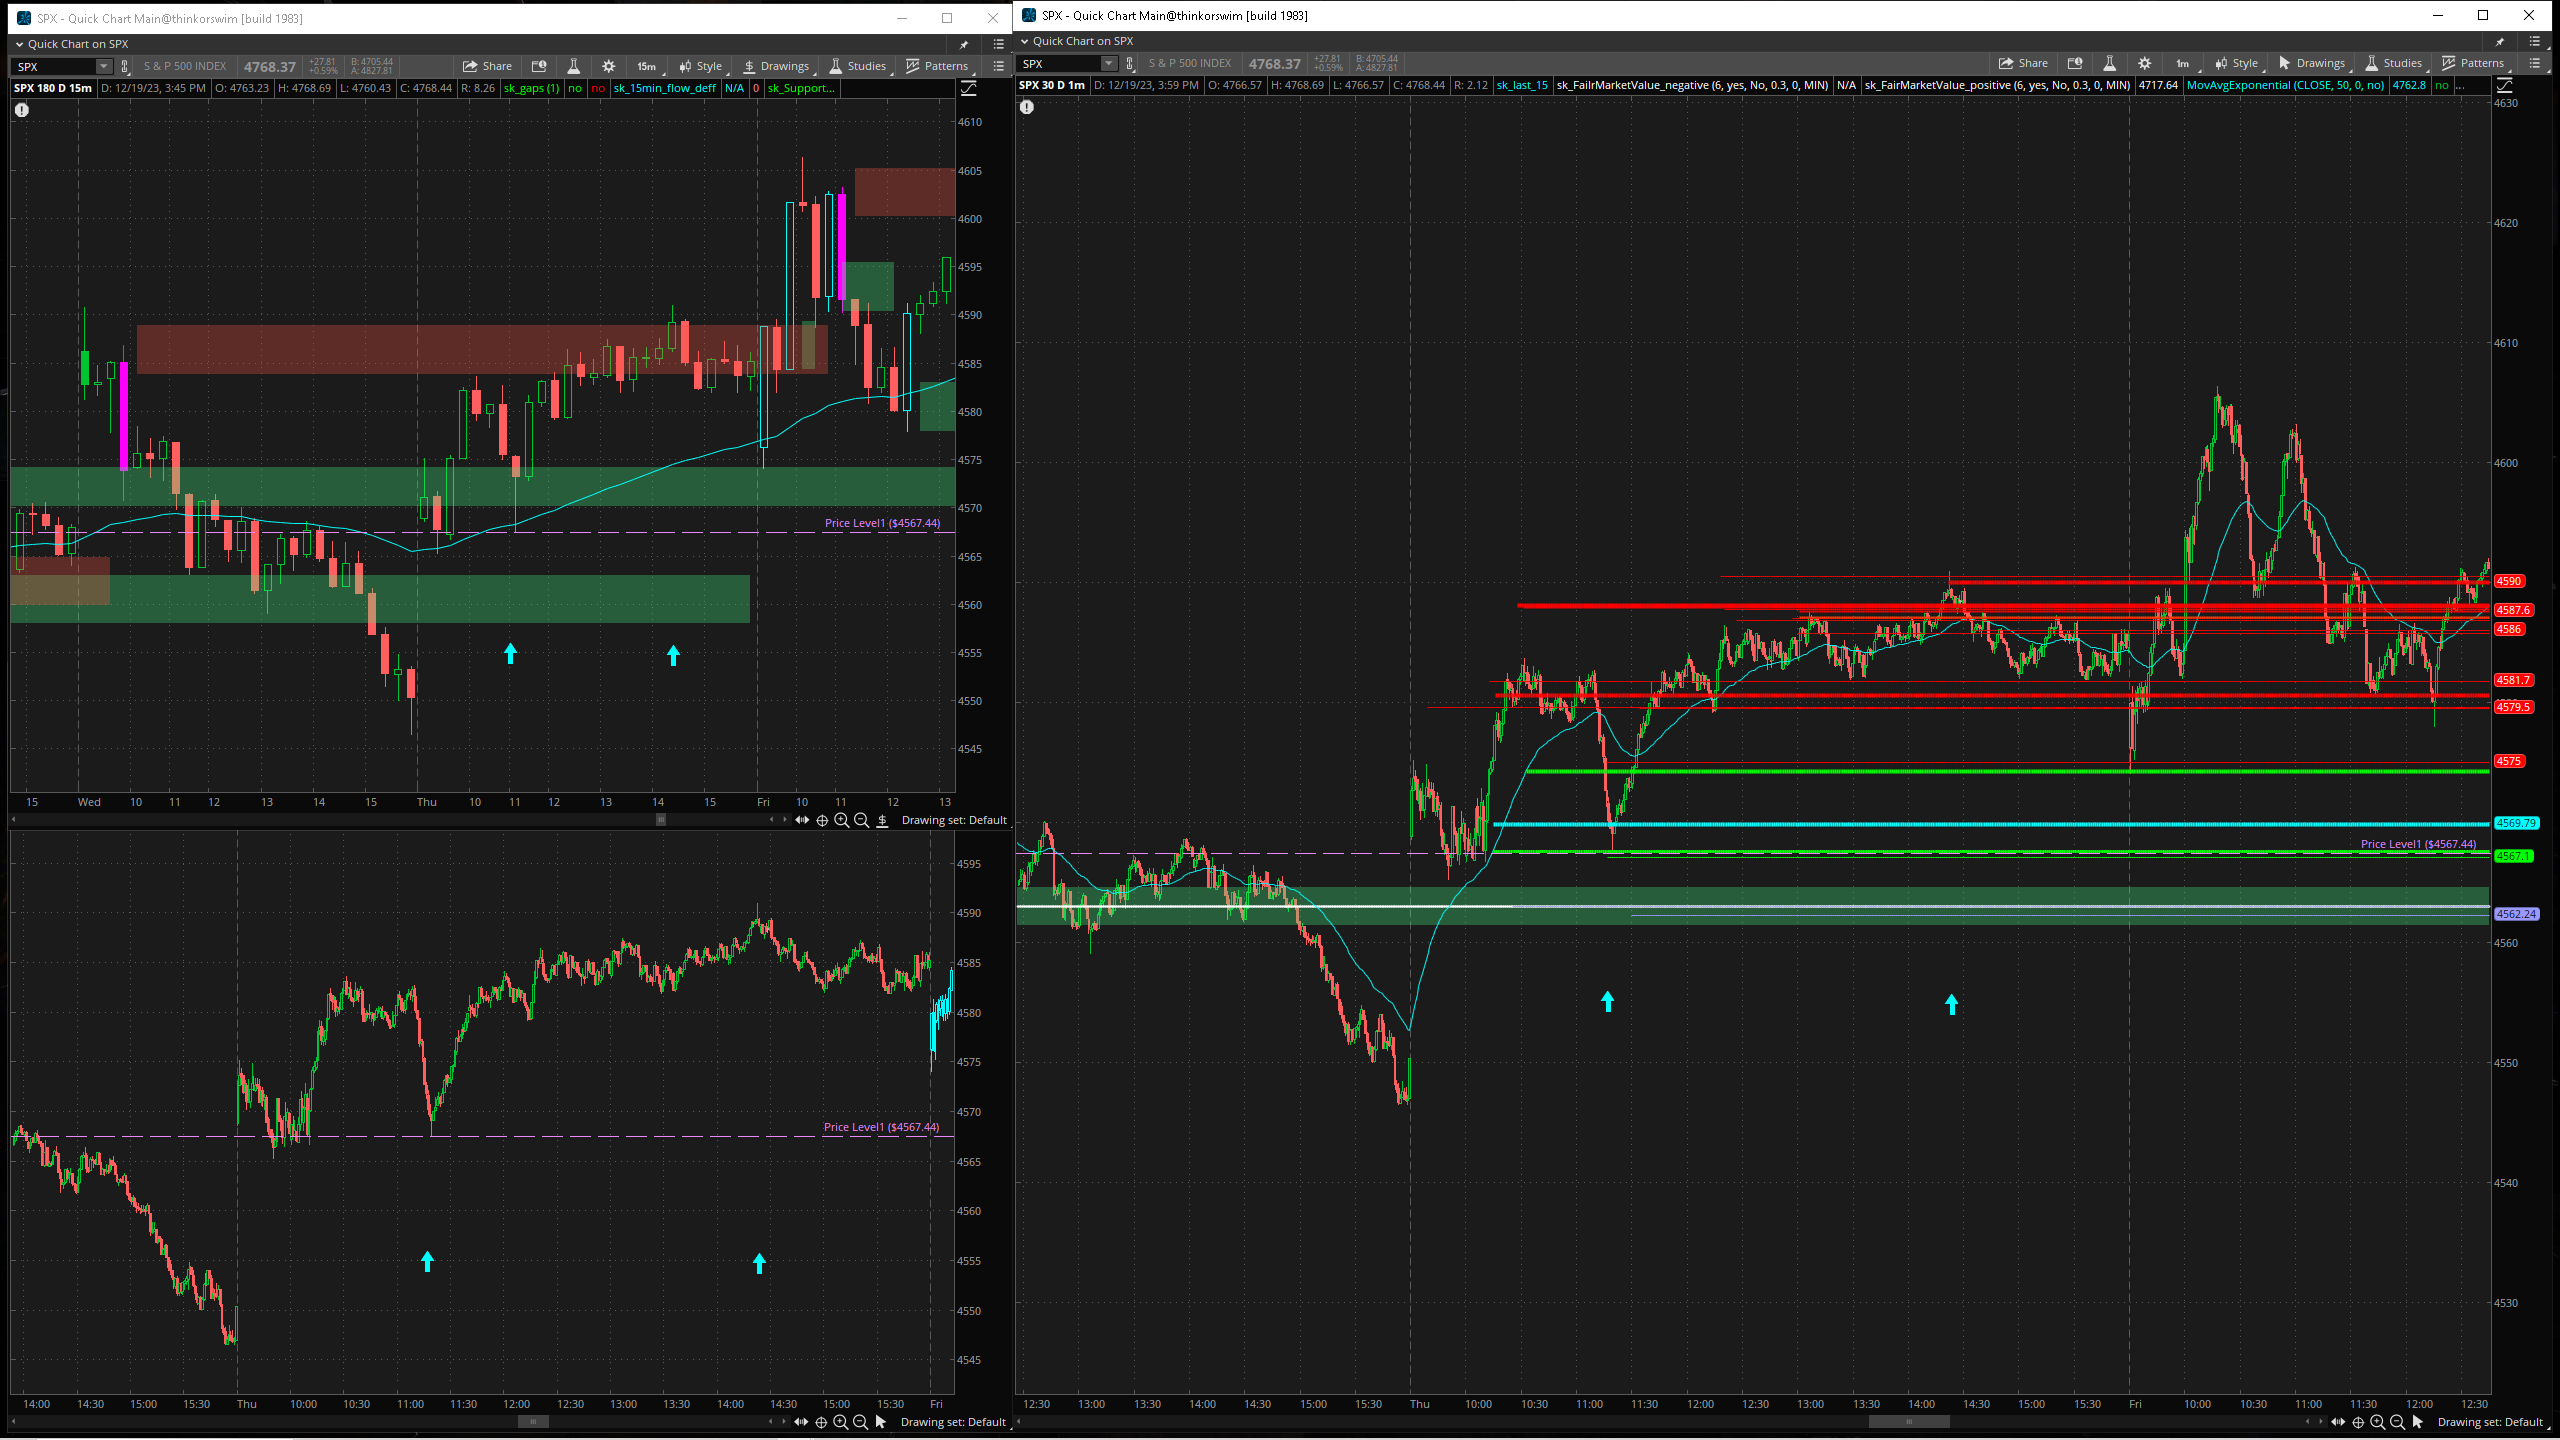 SPX - Quick Chart Main@thinkorswim [build 1983]
Quick Chart on SPX
SPX S & P 500 INDEX 4768.37 +27.81 +0.59% B: 4705.44 A: 4827.81 Share 15m Style Drawings Studies Patterns
SPX 180 D 15m D: 12/19/23, 3:45 PM O: 4763.23 H: 4768.69 L: 4760.43 C: 4768.44 R: 8.26 sk_gaps (1) no no sk_15min_flow_deff N/A 0 sk_Support...
4610
4605
4600
4595
4590
4585
4580
4575
4570
Price Level1 ($4567.44)
4565
4560
4555
4550
4545
15 Wed 10 11 12 13 14 15 Thu 10 11 12 13 14 15 Fri 10 11 12 13
Drawing set: Default
4595
4590
4585
4580
4575
4570
Price Level1 ($4567.44)
4565
4560
4555
4550
4545
14:00 14:30 15:00 15:30 Thu 10:00 10:30 11:00 11:30 12:00 12:30 13:00 13:30 14:00 14:30 15:00 15:30 Fri
Drawing set: Default
SPX - Quick Chart Main@thinkorswim [build 1983]
Quick Chart on SPX
SPX S & P 500 INDEX 4768.37 +27.81 +0.59% B: 4705.44 A: 4827.81 Share 1m Style Drawings Studies Patterns
SPX 30 D 1m D: 12/19/23, 3:59 PM O: 4766.57 H: 4768.69 L: 4766.57 C: 4768.44 R: 2.12 sk_last_15 sk_FailrMarketValue_negative (6, yes, No, 0.3, 0, MIN) N/A sk_FairMarketValue_positive (6, yes, No, 0.3, 0, MIN) 4717.64 MovAvgExponential (CLOSE, 50, 0, no) 4762.8 no ...
4630
4620
4610
4600
4590
4587.6
4586
4581.7
4579.5
4575
4569.79
Price Level1 ($4567.44)
4567.1
4562.24
4560
4550
4540
4530
12:30 13:00 13:30 14:00 14:30 15:00 15:30 Thu 10:00 10:30 11:00 11:30 12:00 12:30 13:00 13:30 14:00 14:30 15:00 15:30 Fri 10:00 10:30 11:00 11:30 12:00 12:30
Drawing set: Default